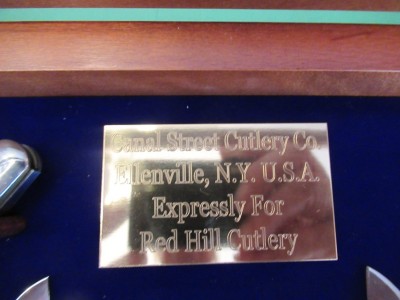 Canal Street Cutlery Co.
Ellenville, N.Y. U.S.A.
Expressly For
Red Hill Cutlery